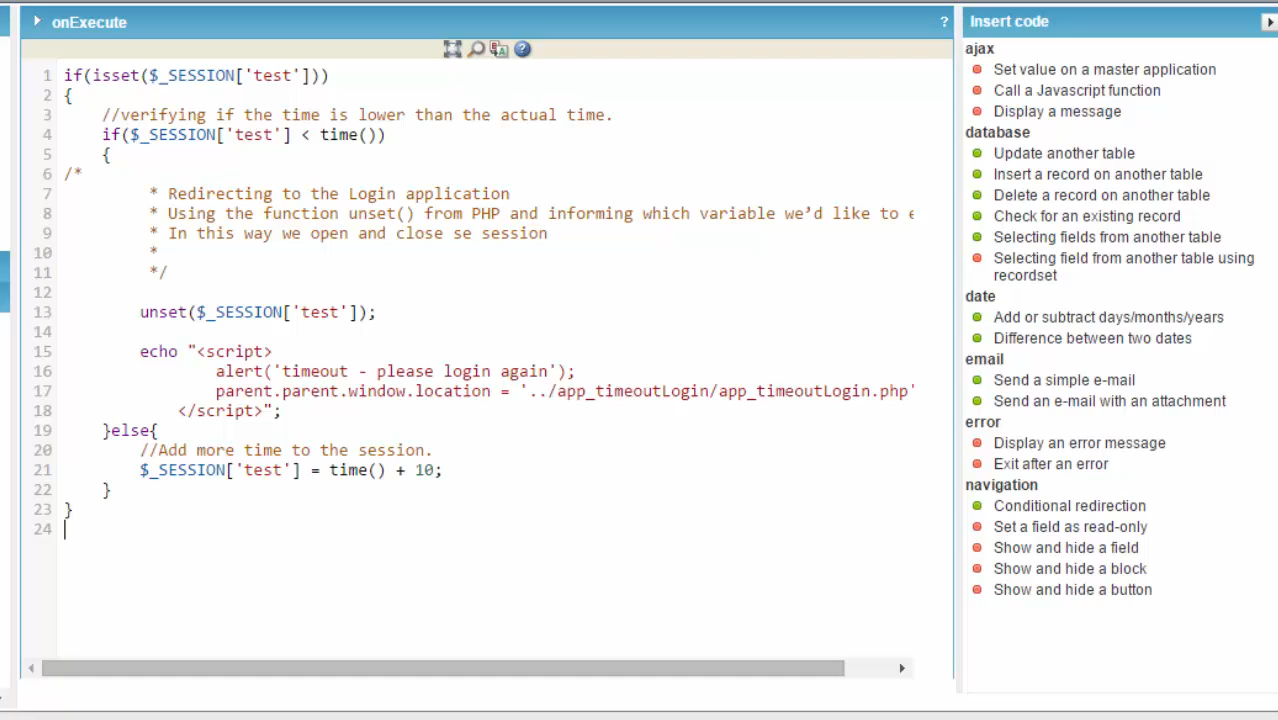 onExecute
?
1 if(isset($_SESSION['test']))
2 {
3 //verifying if the time is lower than the actual time.
4 if($_SESSION['test'] < time())
5 {
6 /*
7 * Redirecting to the Login application
8 * Using the function unset() from PHP and informing which variable we’d like to
9 * In this way we open and close se session
10 *
11 */
12
13 unset($_SESSION['test']);
14
15 echo "<script>
16 alert('timeout - please login again');
17 parent.parent.window.location = '../app_timeoutLogin/app_timeoutLogin.php'
18 </script>";
19 }else{
20 //Add more time to the session.
21 $_SESSION['test'] = time() + 10;
22 }
23 }
24
Insert code
ajax
Set value on a master application
Call a Javascript function
Display a message
database
Update another table
Insert a record on another table
Delete a record on another table
Check for an existing record
Selecting fields from another table
Selecting field from another table using
recordset
date
Add or subtract days/months/years
Difference between two dates
email
Send a simple e-mail
Send an e-mail with an attachment
error
Display an error message
Exit after an error
navigation
Conditional redirection
Set a field as read-only
Show and hide a field
Show and hide a block
Show and hide a button